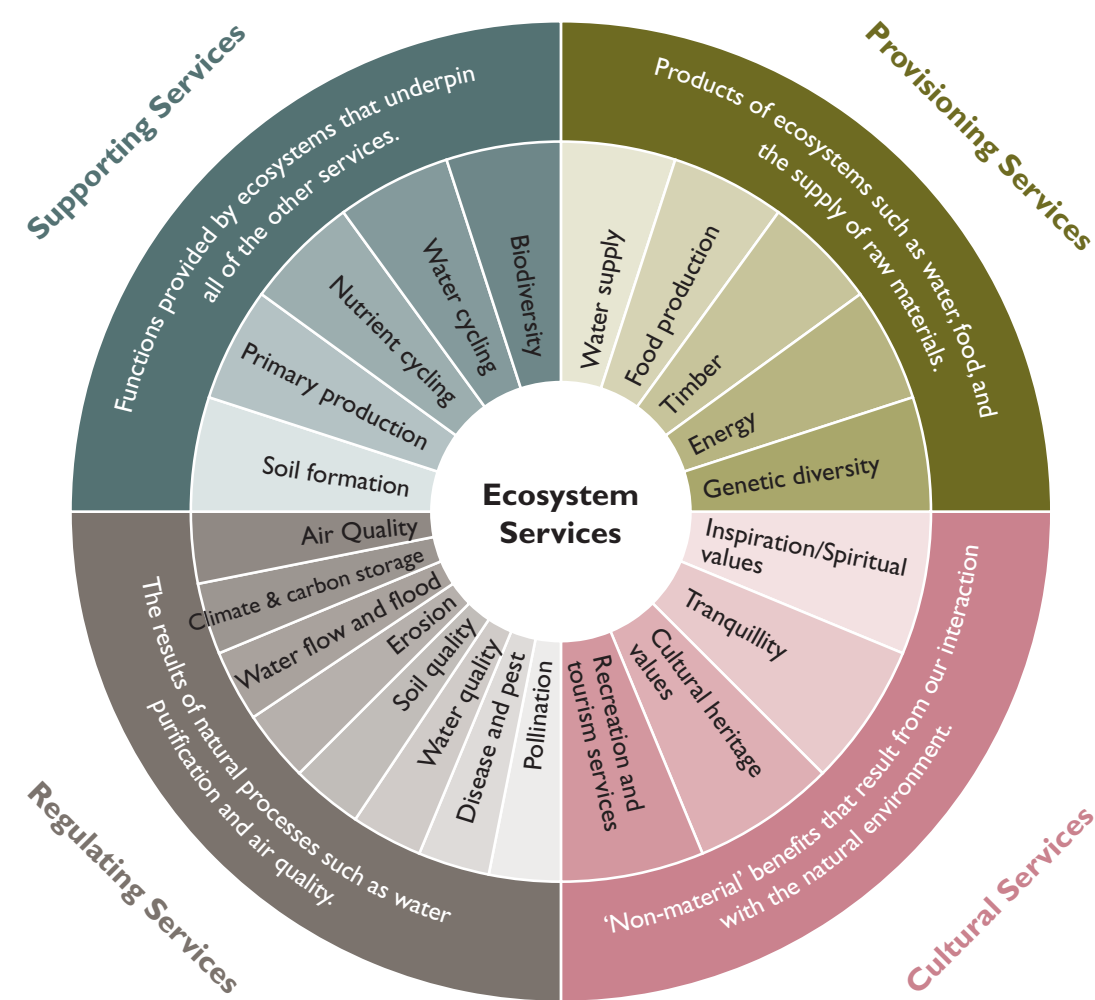 Supporting Services
Functions provided by ecosystems that underpin
all of the other services.
Biodiversity
Water cycling
Nutrient cycling
Primary production
Soil formation
Provisioning Services
Products of ecosystems such as water, food, and
the supply of raw materials.
Water supply
Food production
Timber
Energy
Genetic diversity
Ecosystem
Services
Regulating Services
The results of natural processes such as water
purification and air quality.
Air Quality
Climate & carbon storage
Water flow and flood
Erosion
Soil quality
Water quality
Disease and pest
Pollination
Cultural Services
‘Non-material’ benefits that result from our interaction
with the natural environment.
Inspiration/Spiritual
values
Tranquillity
Cultural heritage
values
Recreation and
tourism services